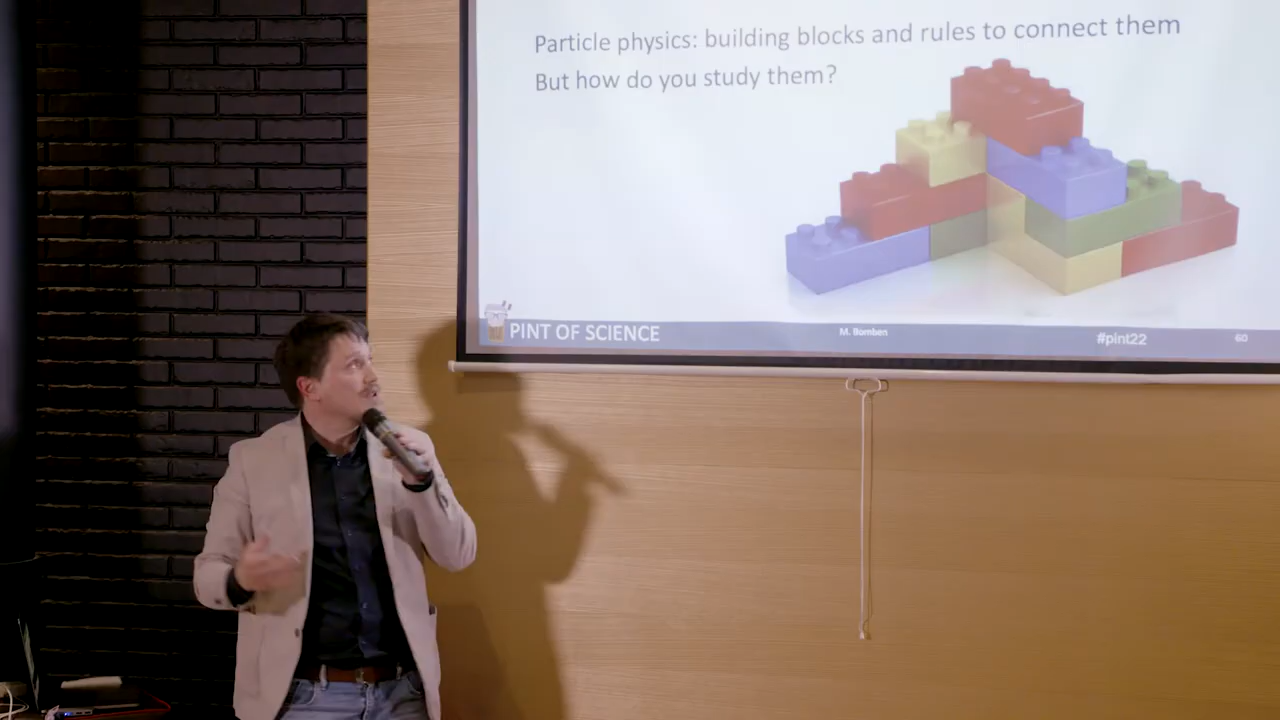 Particle physics: building blocks and rules to connect them
But how do you study them?
PINT OF SCIENCE
M. Bomben
#pint22
60